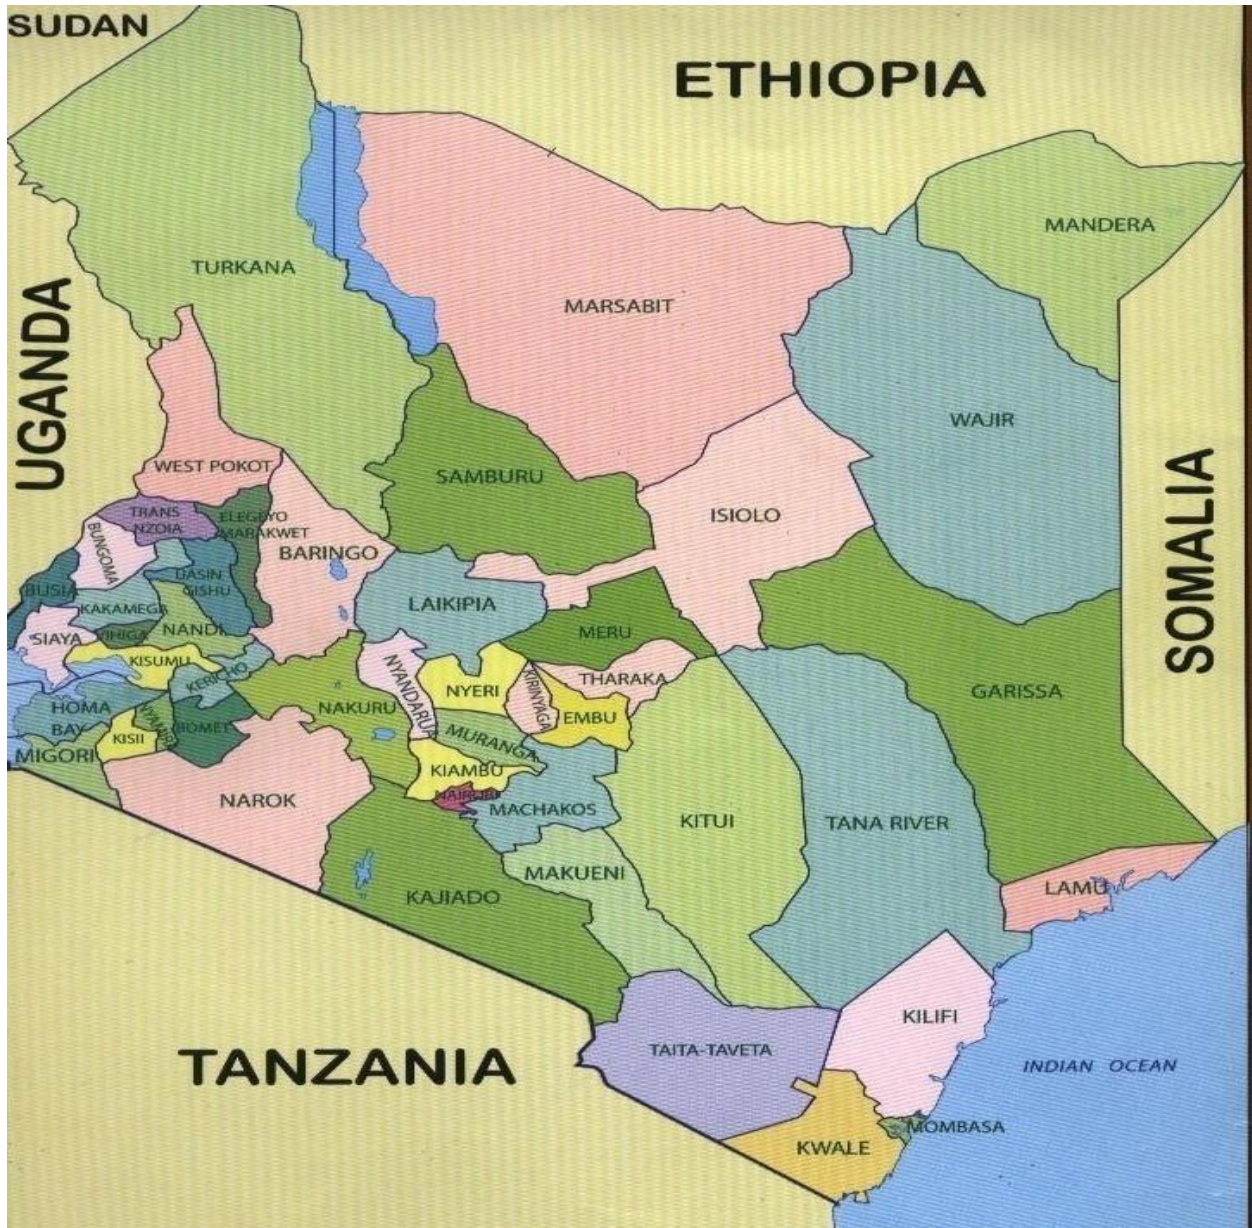 SUDAN
ETHIOPIA
MANDERA
TURKANA
MARSABIT
UGANDA
WAJIR
WEST POKOT
SAMBURU
SOMALIA
TRANS
NZOIA
ELEGEYO
MARAKWET
ISIOLO
BUNGOMA
BARINGO
UASIN
GISHU
BUSIA
KAKAMEGA
LAIKIPIA
SIAYA
VIHIGA
NANDI
MERU
KISUMU
KERICHO
NYANDARUA
NYERI
KIRINYAGA
THARAKA
GARISSA
HOMA
BAY
NYAMIRA
BOMET
NAKURU
EMBU
KISII
MURANGA
MIGORI
KIAMBU
NAIROBI
NAROK
MACHAKOS
KITUI
TANA RIVER
MAKUENI
LAMU
KAJIADO
KILIFI
TANZANIA
TAITA-TAVETA
INDIAN OCEAN
MOMBASA
KWALE